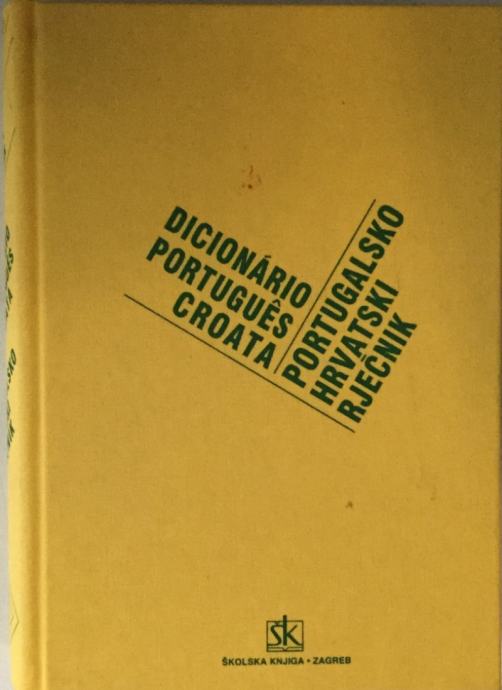 DICIONÁRIO
PORTUGUÊS
CROATA
PORTUGALSKO
HRVATSKI
RJEČNIK
ŠK
ŠKOLSKA KNJIGA • ZAGREB